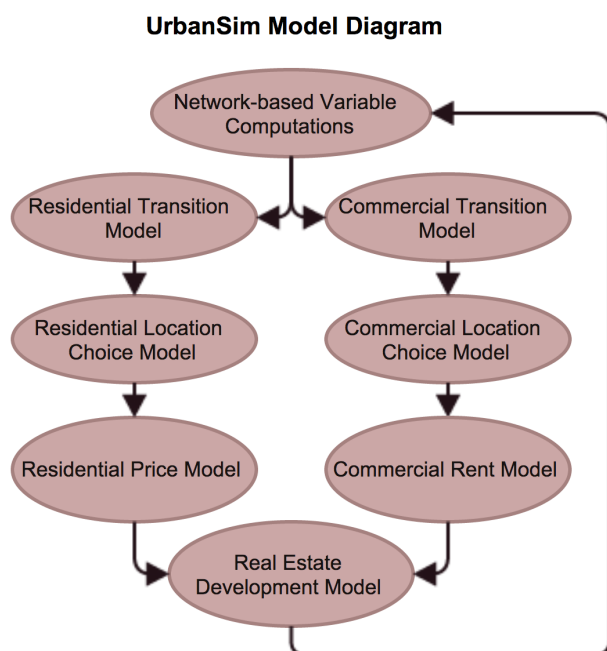 UrbanSim Model Diagram
Network-based Variable
Computations
Residential Transition
Model
Commercial Transition
Model
Residential Location
Choice Model
Commercial Location
Choice Model
Residential Price Model
Commercial Rent Model
Real Estate
Development Model